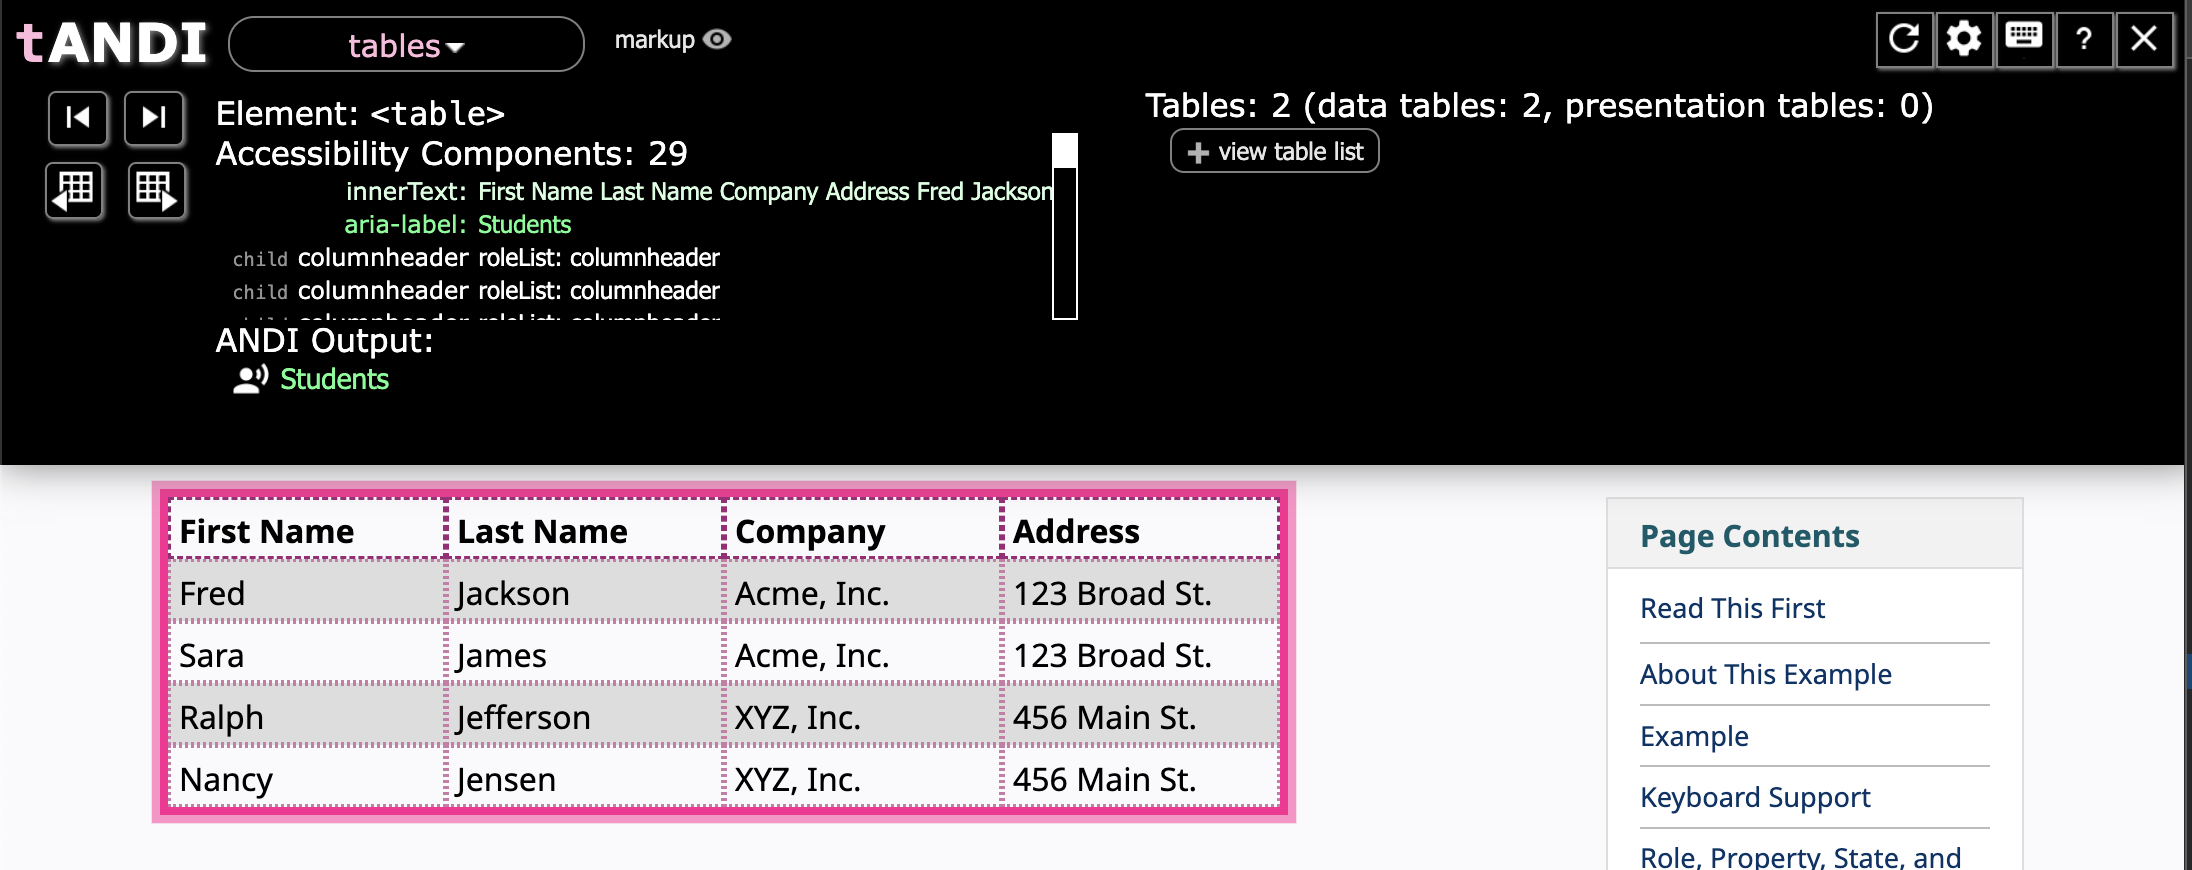 tANDI
tables
markup
?
Element: <table>
Accessibility Components: 29
innerText: First Name Last Name Company Address Fred Jackson
aria-label: Students
child columnheader roleList: columnheader
child columnheader roleList: columnheader
child columnheader roleList: columnheader
ANDI Output:
Students
Tables: 2 (data tables: 2, presentation tables: 0)
view table list
First Name Last Name Company Address
Fred Jackson Acme, Inc. 123 Broad St.
Sara James Acme, Inc. 123 Broad St.
Ralph Jefferson XYZ, Inc. 456 Main St.
Nancy Jensen XYZ, Inc. 456 Main St.
Page Contents
Read This First
About This Example
Example
Keyboard Support
Role, Property, State, and